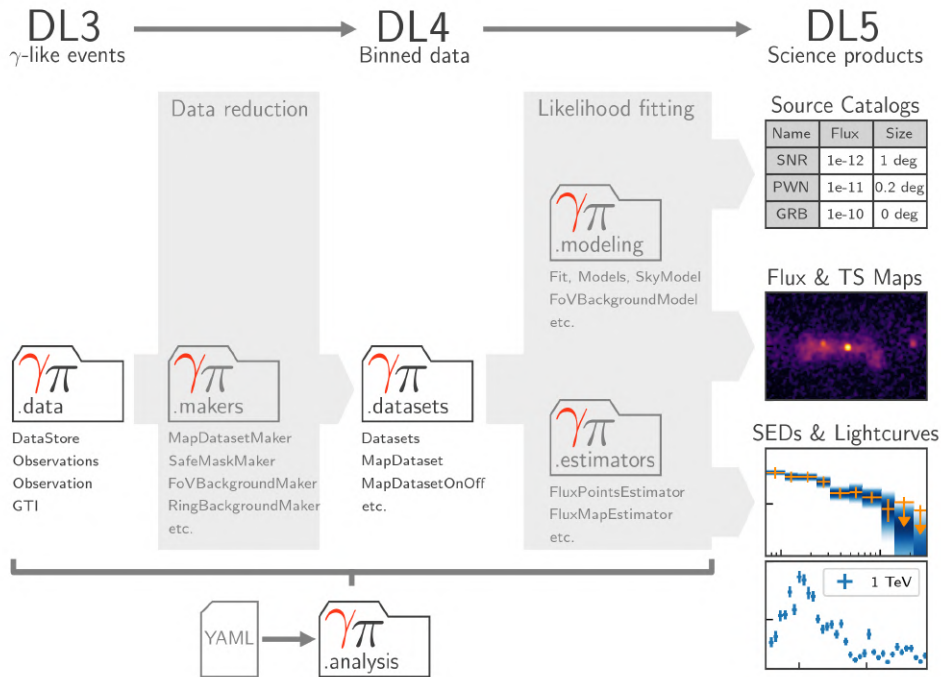 DL3
γ-like events
DL4
Binned data
DL5
Science products
Data reduction
Likelihood fitting
Source Catalogs
Name Flux Size
SNR 1e-12 1 deg
PWN 1e-11 0.2 deg
GRB 1e-10 0 deg
γπ
.modeling
Fit, Models, SkyModel
FoVBackgroundModel
etc.
Flux & TS Maps
γπ
.data
DataStore
Observations
Observation
GTI
γπ
.makers
MapDatasetMaker
SafeMaskMaker
FoVBackgroundMaker
RingBackgroundMaker
etc.
γπ
.datasets
Datasets
MapDataset
MapDatasetOnOff
etc.
γπ
.estimators
FluxPointsEstimator
FluxMapEstimator
etc.
SEDs & Lightcurves
1 TeV
YAML
γπ
.analysis